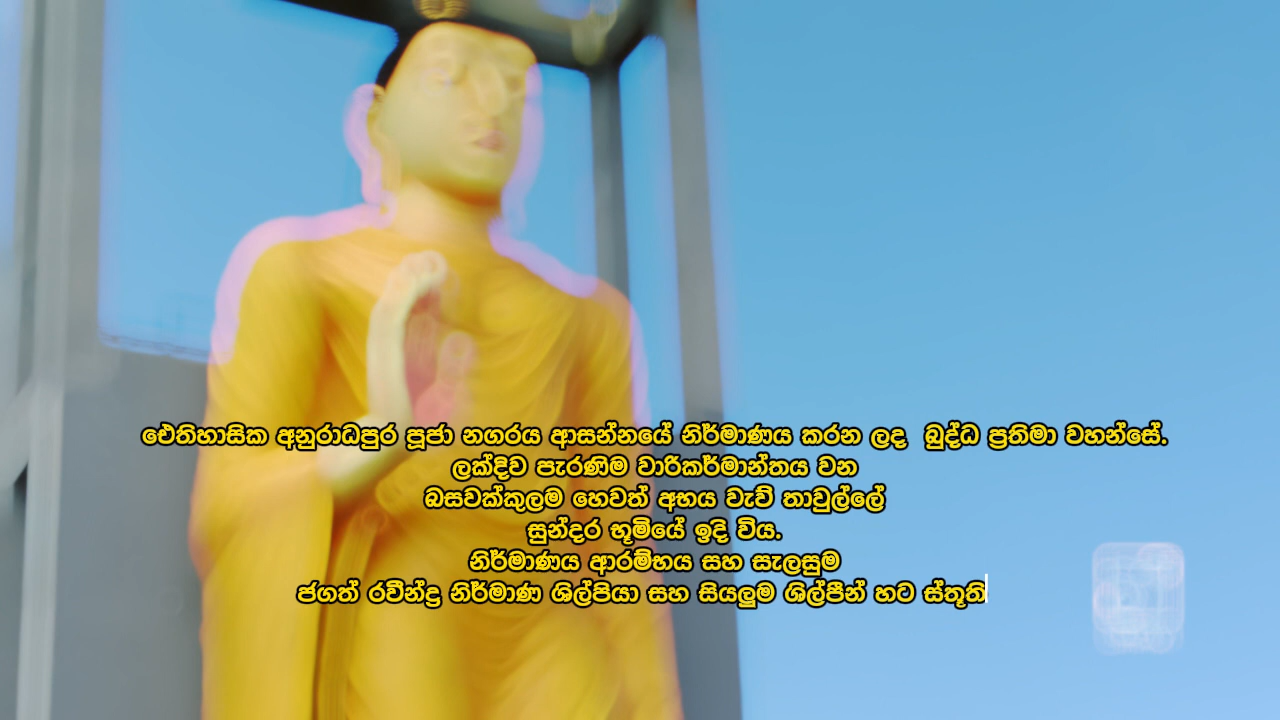 ඓතිහාසික අනුරාධපුර පූජා නගරය ආසන්නයේ නිර්මාණය කරන ලද බුද්ධ ප්‍රතිමා වහන්සේ.
ලක්දිව පැරණිම වාරිකර්මාන්තය වන
බසවක්කුලම හෙවත් අභය වැව් තාවුල්ලේ
සුන්දර භූමියේ ඉදි විය.
නිර්මාණය ආරම්භය සහ සැලසුම
ජගත් රවීන්ද්‍ර නිර්මාණ ශිල්පියා සහ සියලුම ශිල්පීන් හට ස්තූති